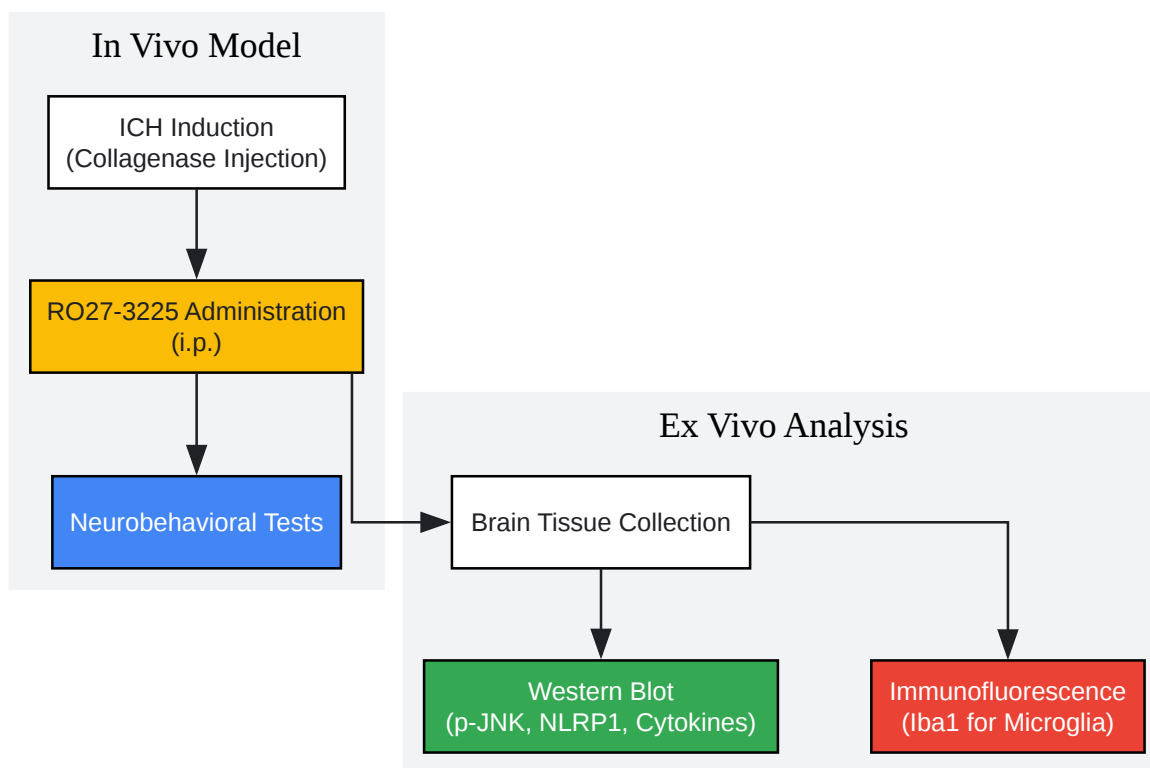 In Vivo Model
ICH Induction
(Collagenase Injection)
RO27-3225 Administration
(i.p.)
Neurobehavioral Tests
Ex Vivo Analysis
Brain Tissue Collection
Western Blot
(p-JNK, NLRP1, Cytokines)
Immunofluorescence
(Iba1 for Microglia)